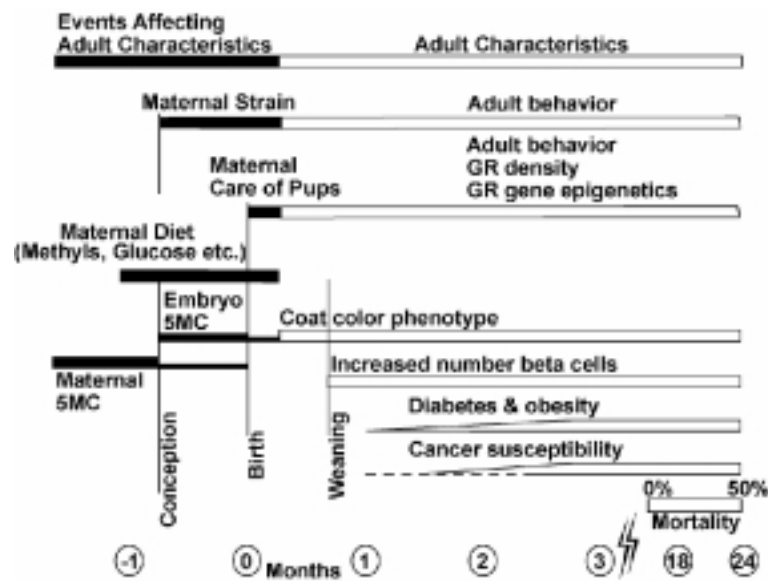 Events Affecting
Adult Characteristics
Adult Characteristics
Maternal Strain
Adult behavior
Adult behavior
GR density
GR gene epigenetics
Maternal
Care of Pups
Maternal Diet
(Methyls, Glucose etc.)
Embryo
5MC
Coat color phenotype
Maternal
5MC
Increased number beta cells
Diabetes & obesity
Cancer susceptibility
Conception
Birth
Weaning
0% 50%
Mortality
-1 0 Months 1 2 3 18 24